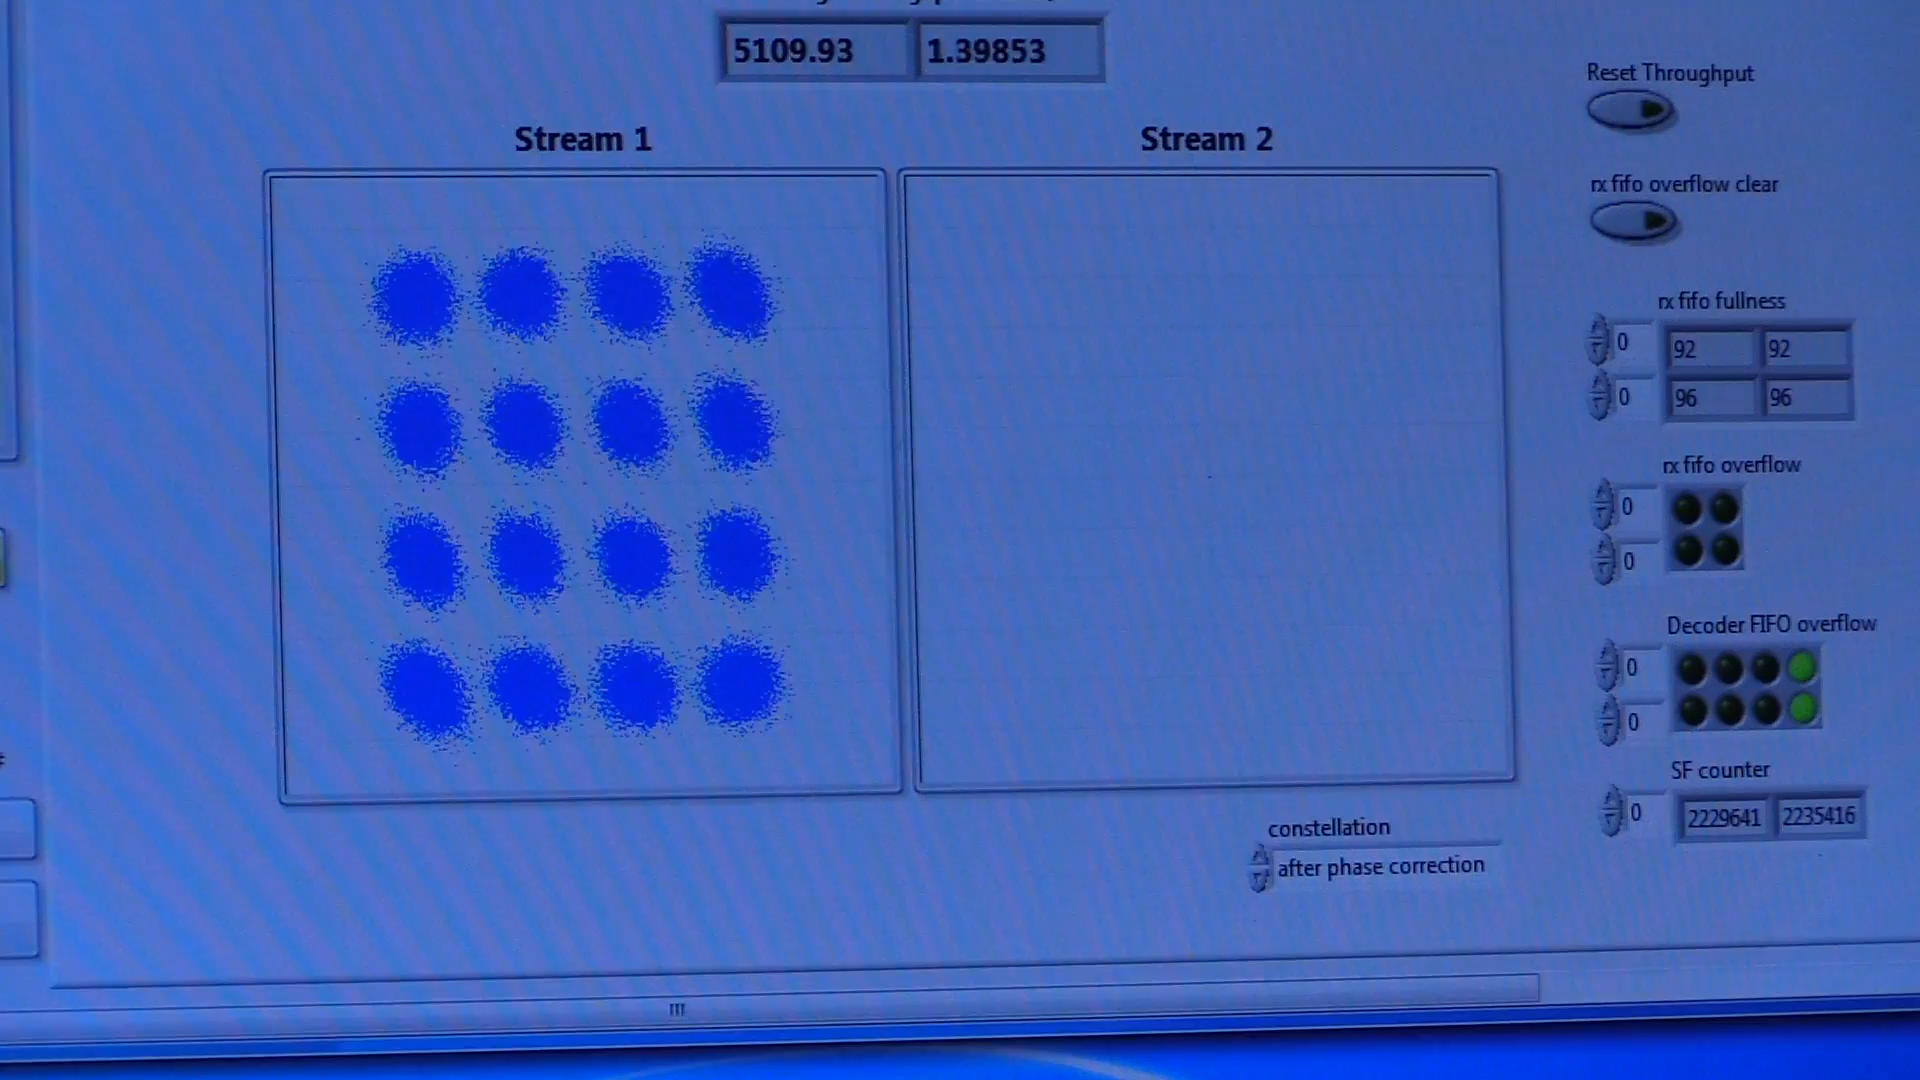 5109.93 1.39853
Reset Throughput
Stream 1 Stream 2
rx fifo overflow clear
rx fifo fullness
0 92 92
0 96 96
rx fifo overflow
0
0
Decoder FIFO overflow
0
0
SF counter
0 2229641 2235416
constellation
after phase correction